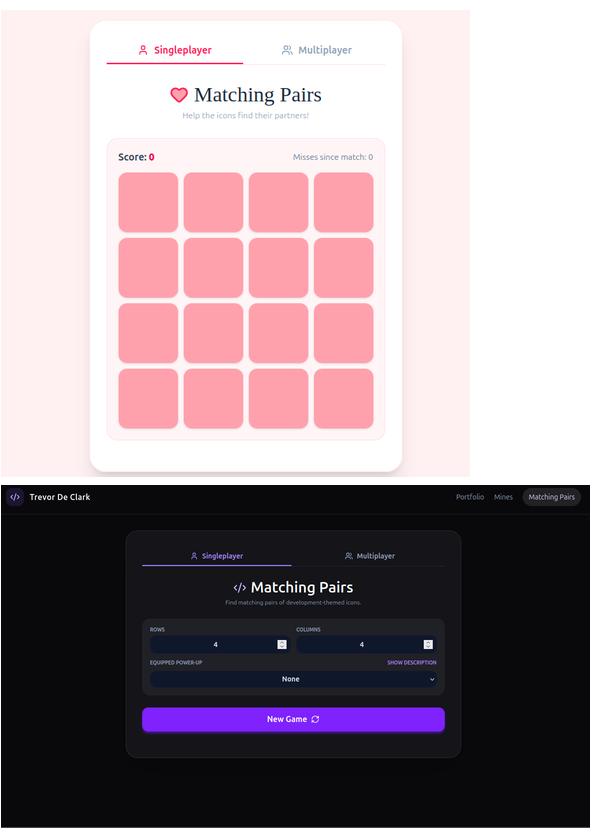 Singleplayer Multiplayer
Matching Pairs
Help the icons find their partners!
Score: 0 Misses since match: 0
</> Trevor De Clark Portfolio Mines Matching Pairs
Singleplayer Multiplayer
</> Matching Pairs
Find matching pairs of development-themed icons.
ROWS COLUMNS
4 4
EQUIPPED POWER-UP SHOW DESCRIPTION
None
New Game